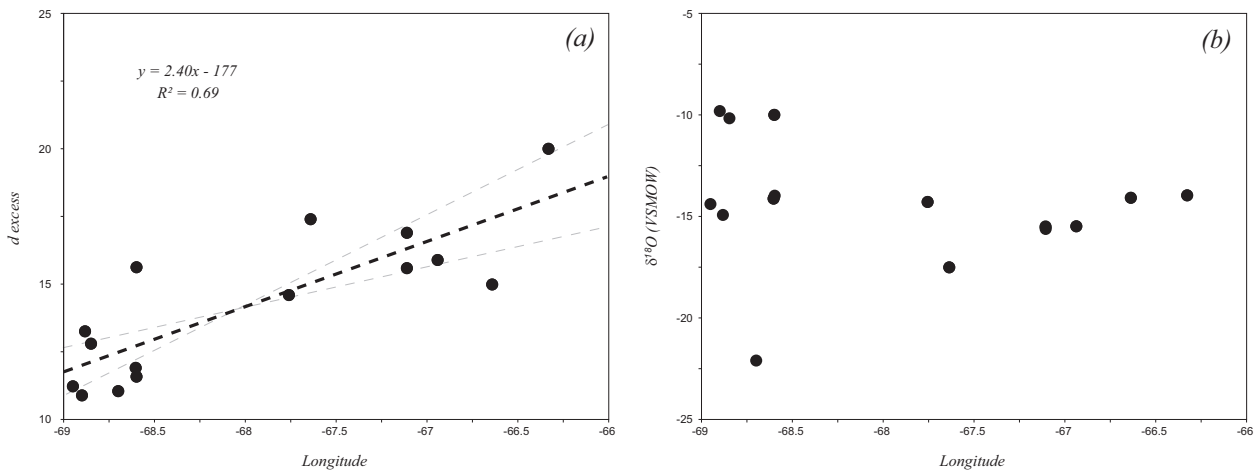 25
20
15
10
d excess
(a)
y = 2.40x - 177
R² = 0.69
-69
-68.5
-68
-67.5
-67
-66.5
-66
Longitude
-5
-10
-15
-20
-25
δ¹⁸O (VSMOW)
(b)
-69
-68.5
-68
-67.5
-67
-66.5
-66
Longitude